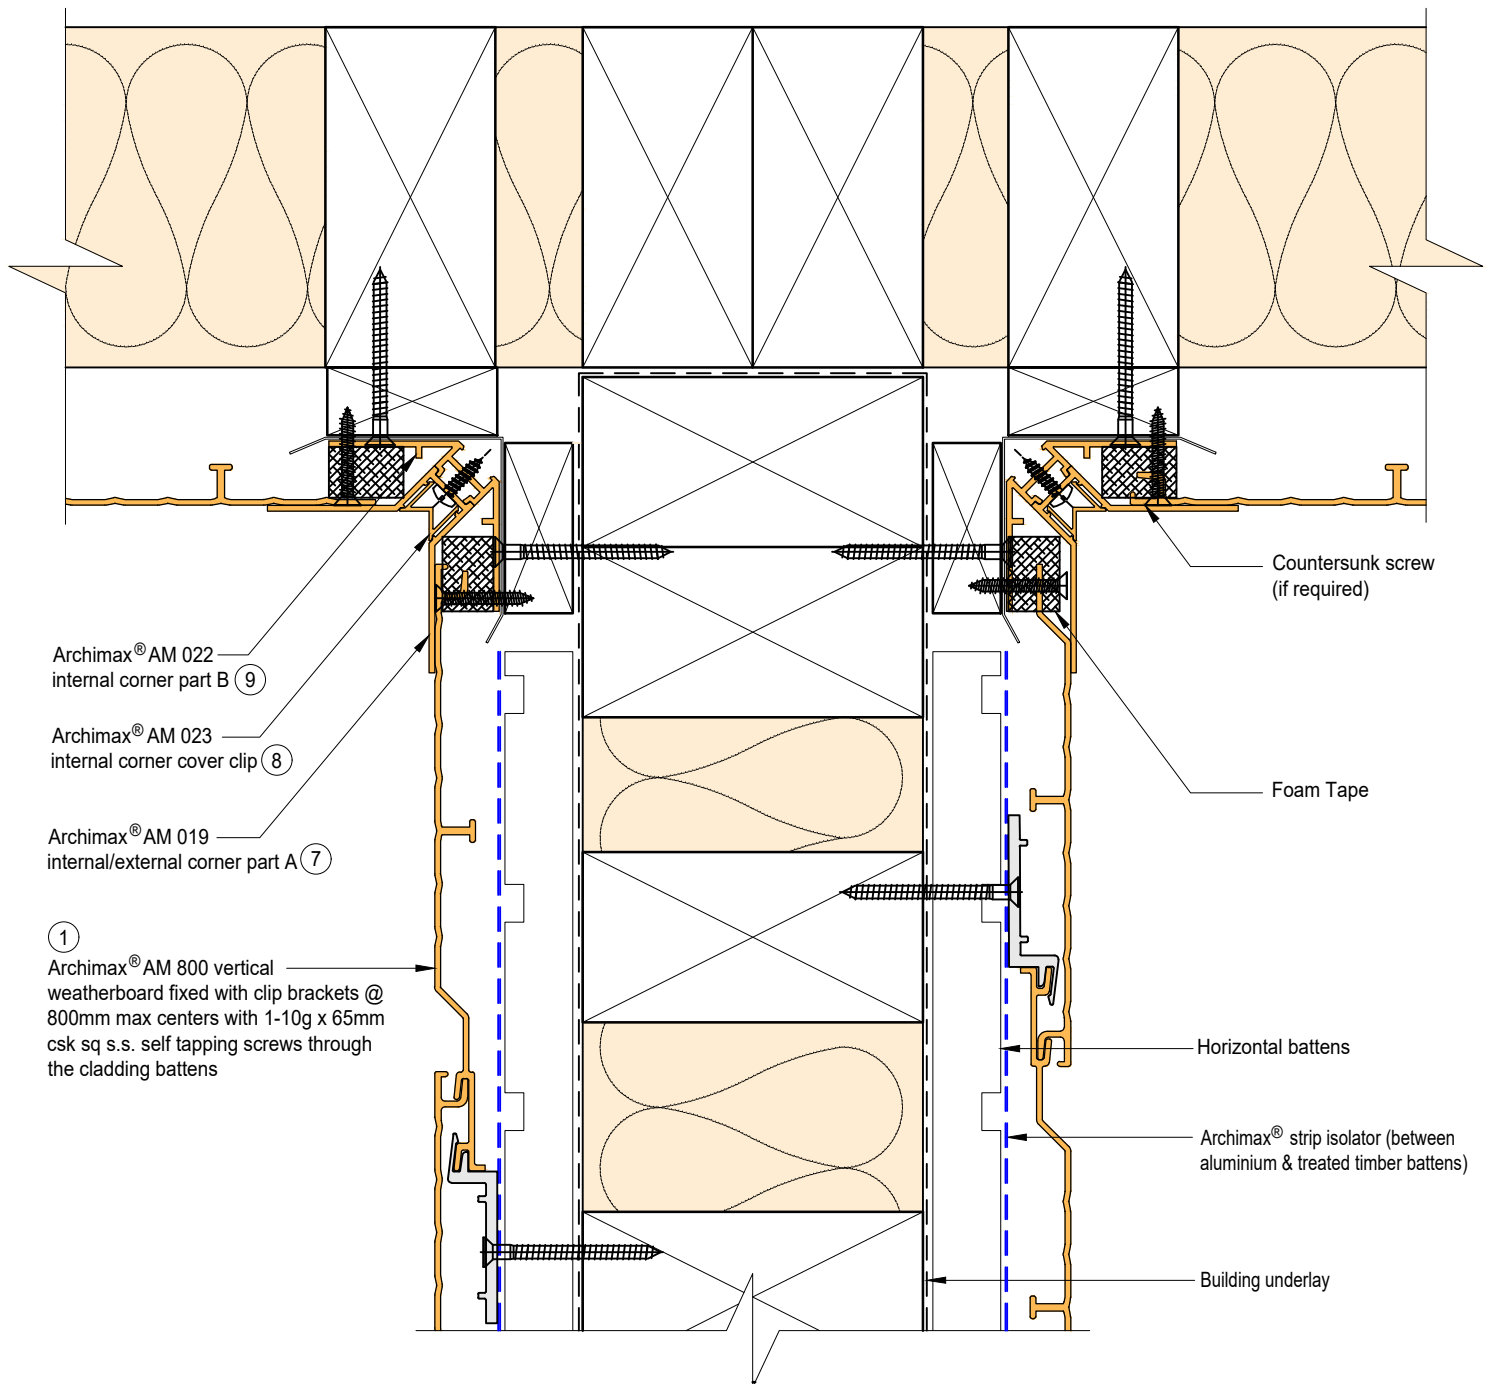 Archimax® AM 022
internal corner part B 9
Archimax® AM 023
internal corner cover clip 8
Archimax® AM 019
internal/external corner part A 7
1
Archimax® AM 800 vertical
weatherboard fixed with clip brackets @
800mm max centers with 1-10g x 65mm
csk sq s.s. self tapping screws through
the cladding battens
Countersunk screw
(if required)
Foam Tape
Horizontal battens
Archimax® strip isolator (between
aluminium & treated timber battens)
Building underlay